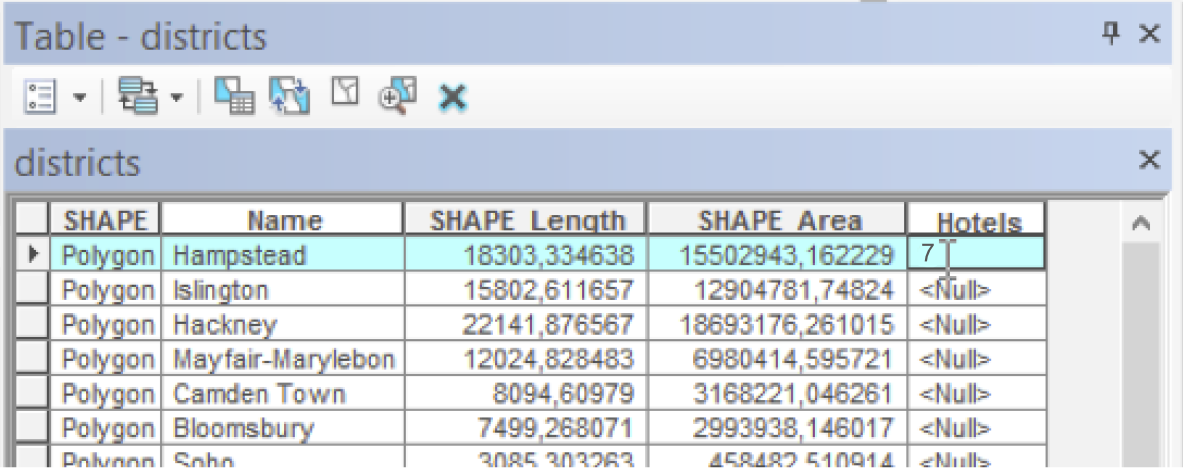 Table - districts
districts
SHAPE Name SHAPE_Length SHAPE_Area Hotels
Polygon Hampstead 18303,334638 15502943,162229 7
Polygon Islington 15802,611657 12904781,74824 <Null>
Polygon Hackney 22141,876567 18693176,261015 <Null>
Polygon Mayfair-Marylebon 12024,828483 6980414,595721 <Null>
Polygon Camden Town 8094,60979 3168221,046261 <Null>
Polygon Bloomsbury 7499,268071 2993938,146017 <Null>
Polygon Soho 3085,303263 458482,510914 <Null>